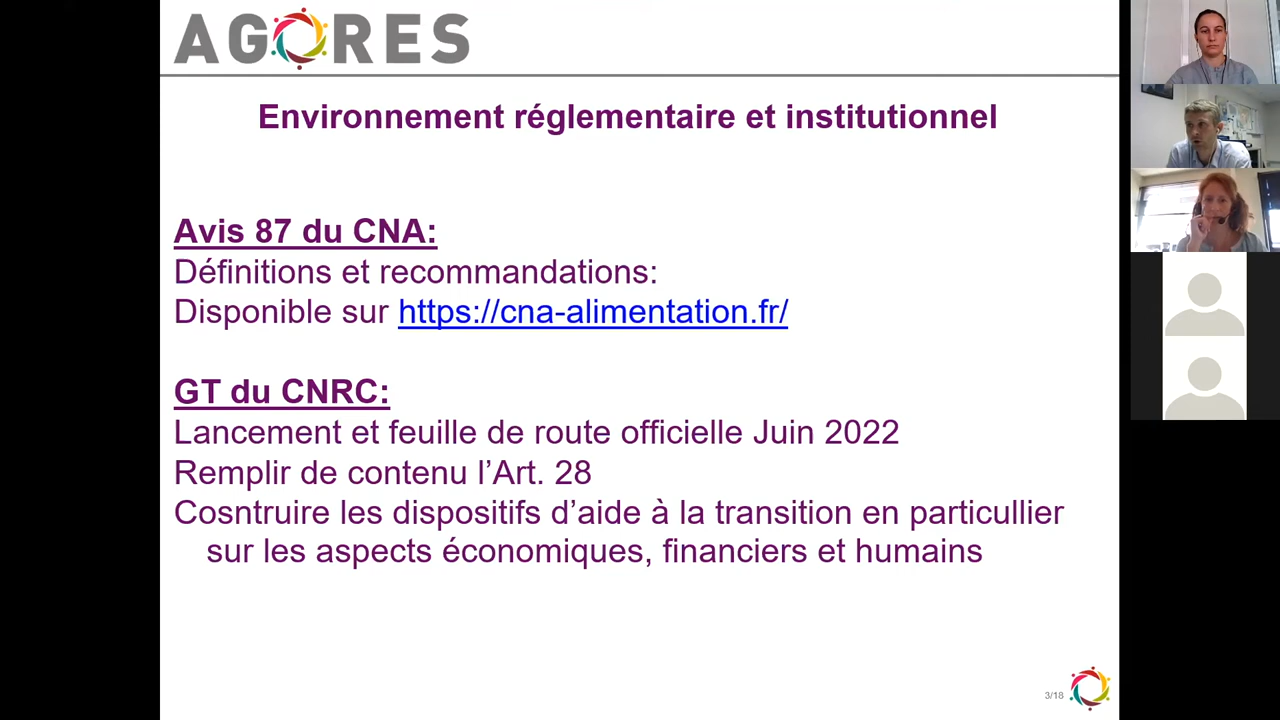 AGORES
Environnement réglementaire et institutionnel
Avis 87 du CNA:
Définitions et recommandations:
Disponible sur https://cna-alimentation.fr/
GT du CNRC:
Lancement et feuille de route officielle Juin 2022
Remplir de contenu l’Art. 28
Cosntruire les dispositifs d’aide à la transition en particullier
sur les aspects économiques, financiers et humains
3/18